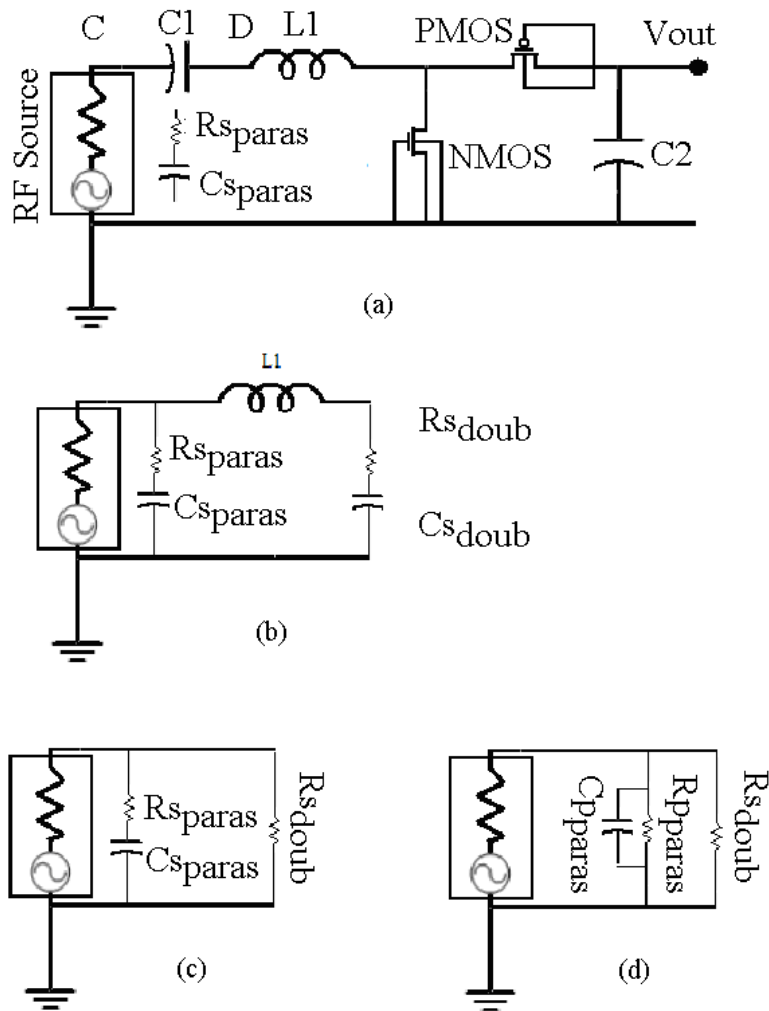 C C1 D L1 PMOS Vout
RF Source
Rsparas
Csparas
NMOS
C2
(a)
L1
Rsparas
Csparas
Rsdoub
Csdoub
(b)
Rsparas
Csparas
Rsdoub
(c)
Cpparas
Rpparas
Rsdoub
(d)